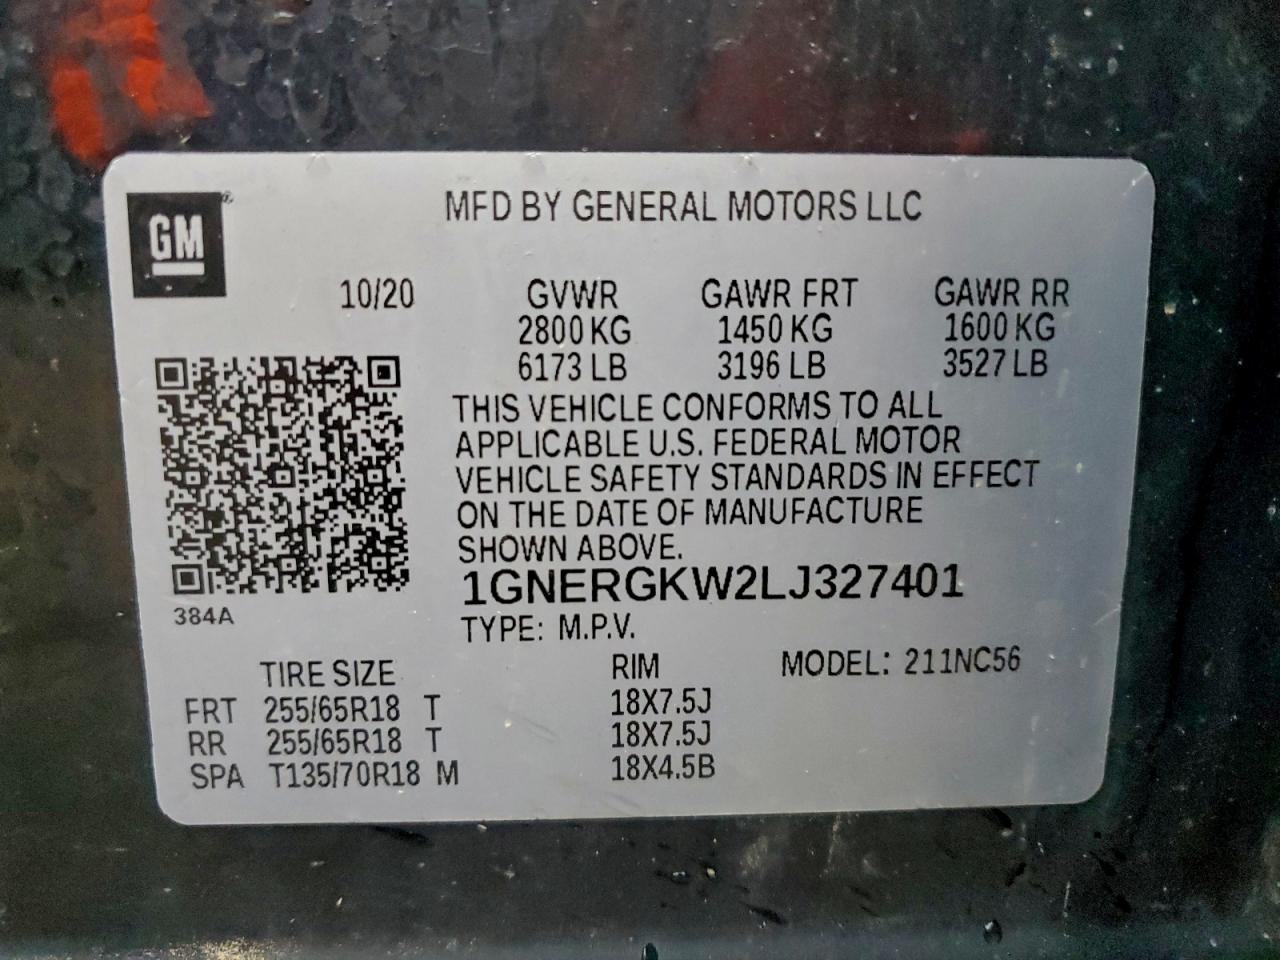 GM®
MFD BY GENERAL MOTORS LLC
10/20 GVWR GAWR FRT GAWR RR
2800 KG 1450 KG 1600 KG
6173 LB 3196 LB 3527 LB
THIS VEHICLE CONFORMS TO ALL
APPLICABLE U.S. FEDERAL MOTOR
VEHICLE SAFETY STANDARDS IN EFFECT
ON THE DATE OF MANUFACTURE
SHOWN ABOVE.
1GNERGKW2LJ327401
384A
TYPE: M.P.V.
TIRE SIZE RIM MODEL: 211NC56
FRT 255/65R18 T 18X7.5J
RR 255/65R18 T 18X7.5J
SPA T135/70R18 M 18X4.5B